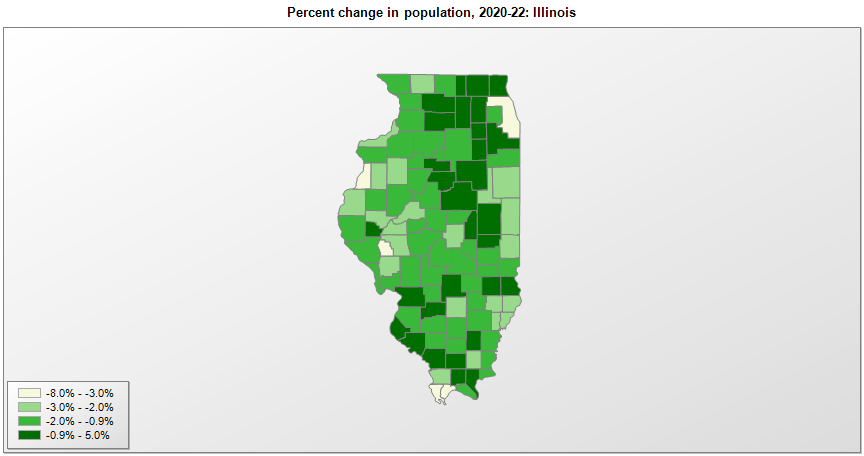 Percent change in population, 2020-22: Illinois
-8.0% - -3.0%
-3.0% - -2.0%
-2.0% - -0.9%
-0.9% - 5.0%